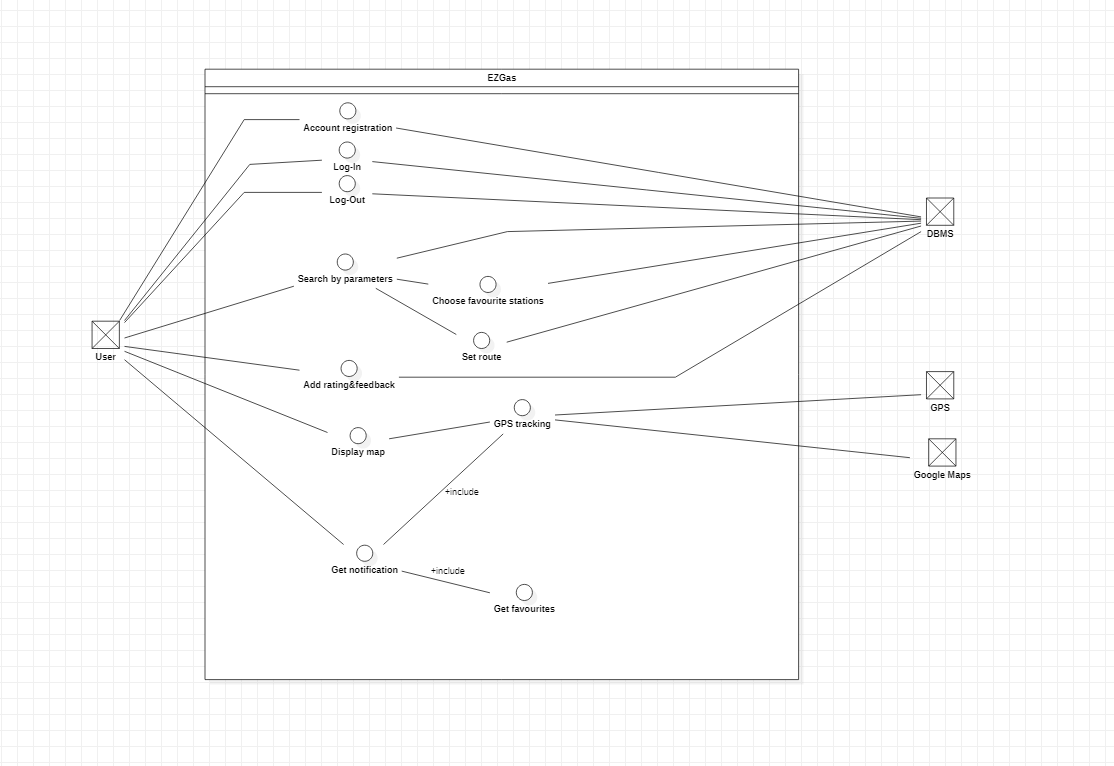 EZGas
Account registration
Log-In
Log-Out
DBMS
Search by parameters
Choose favourite stations
User
Set route
Add rating&feedback
GPS
GPS tracking
Display map
Google Maps
+include
Get notification
+include
Get favourites